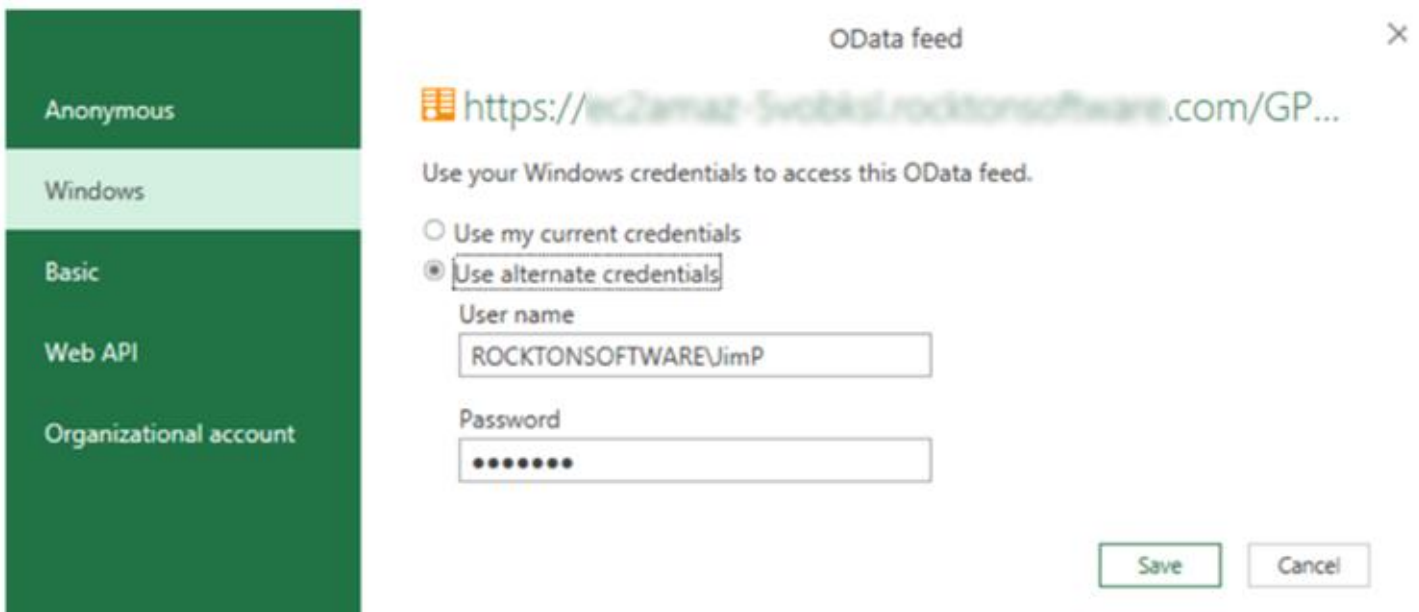 OData feed
https:// .com/GP...
Anonymous
Windows
Basic
Web API
Organizational account
Use your Windows credentials to access this OData feed.
Use my current credentials
Use alternate credentials
User name
ROCKTONSOFTWARE\JimP
Password
•••••••
Save
Cancel